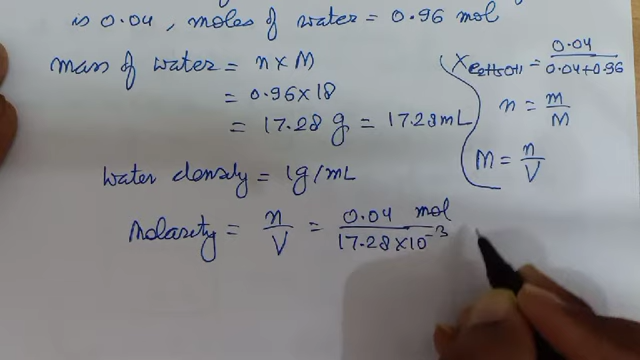 is 0.04, moles of water = 0.96 mol
mass of water = n × M
= 0.96×18
= 17.28 g = 17.28 mL
water density = 1g/mL
Molarity = n/V = 0.04 mol / 17.28×10⁻³
x C₂H₅OH = 0.04 / 0.04+0.96
n = m/M
M = n/V